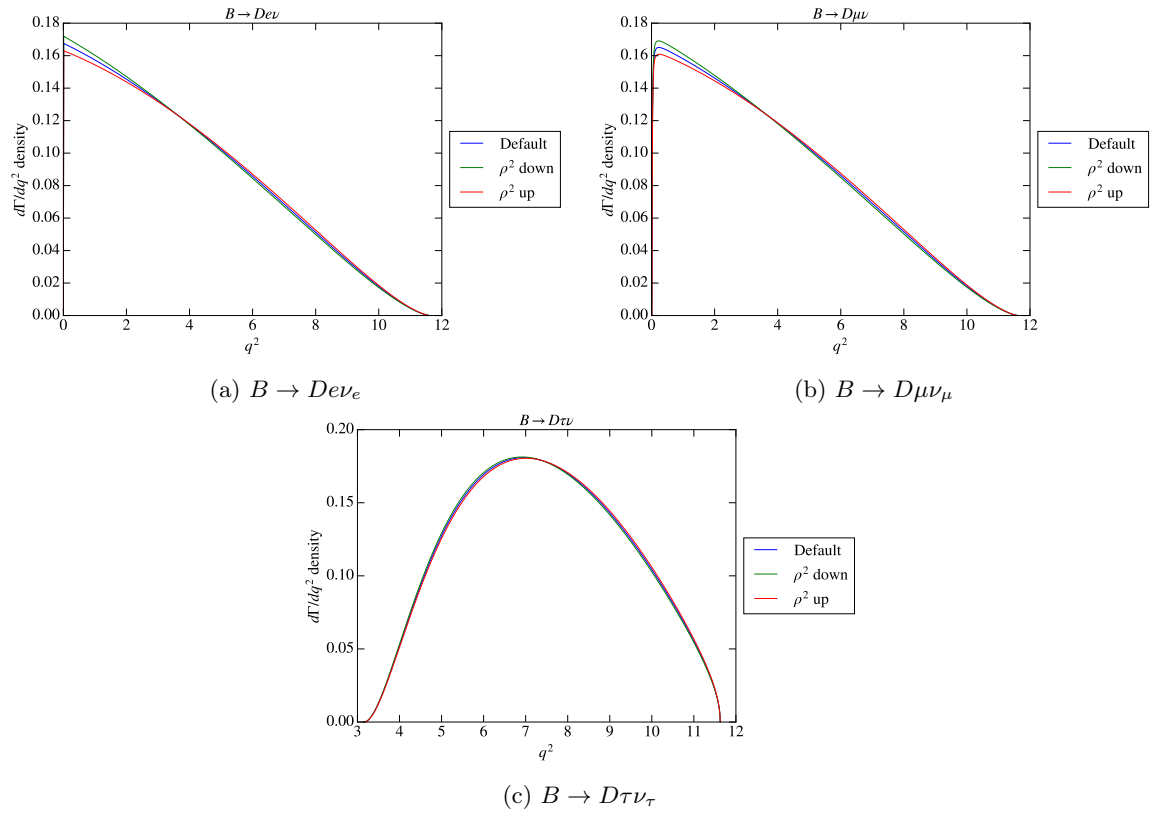 B → Deν
0.18
0.16
0.14
0.12
0.10
0.08
0.06
0.04
0.02
0.00
dΓ/dq² density
0 2 4 6 8 10 12
q²
Default
ρ² down
ρ² up
(a) B → Deνₑ
B → Dμν
0.18
0.16
0.14
0.12
0.10
0.08
0.06
0.04
0.02
0.00
dΓ/dq² density
0 2 4 6 8 10 12
q²
Default
ρ² down
ρ² up
(b) B → Dμν_μ
B → Dτν
0.20
0.15
0.10
0.05
0.00
dΓ/dq² density
3 4 5 6 7 8 9 10 11 12
q²
Default
ρ² down
ρ² up
(c) B → Dτν_τ